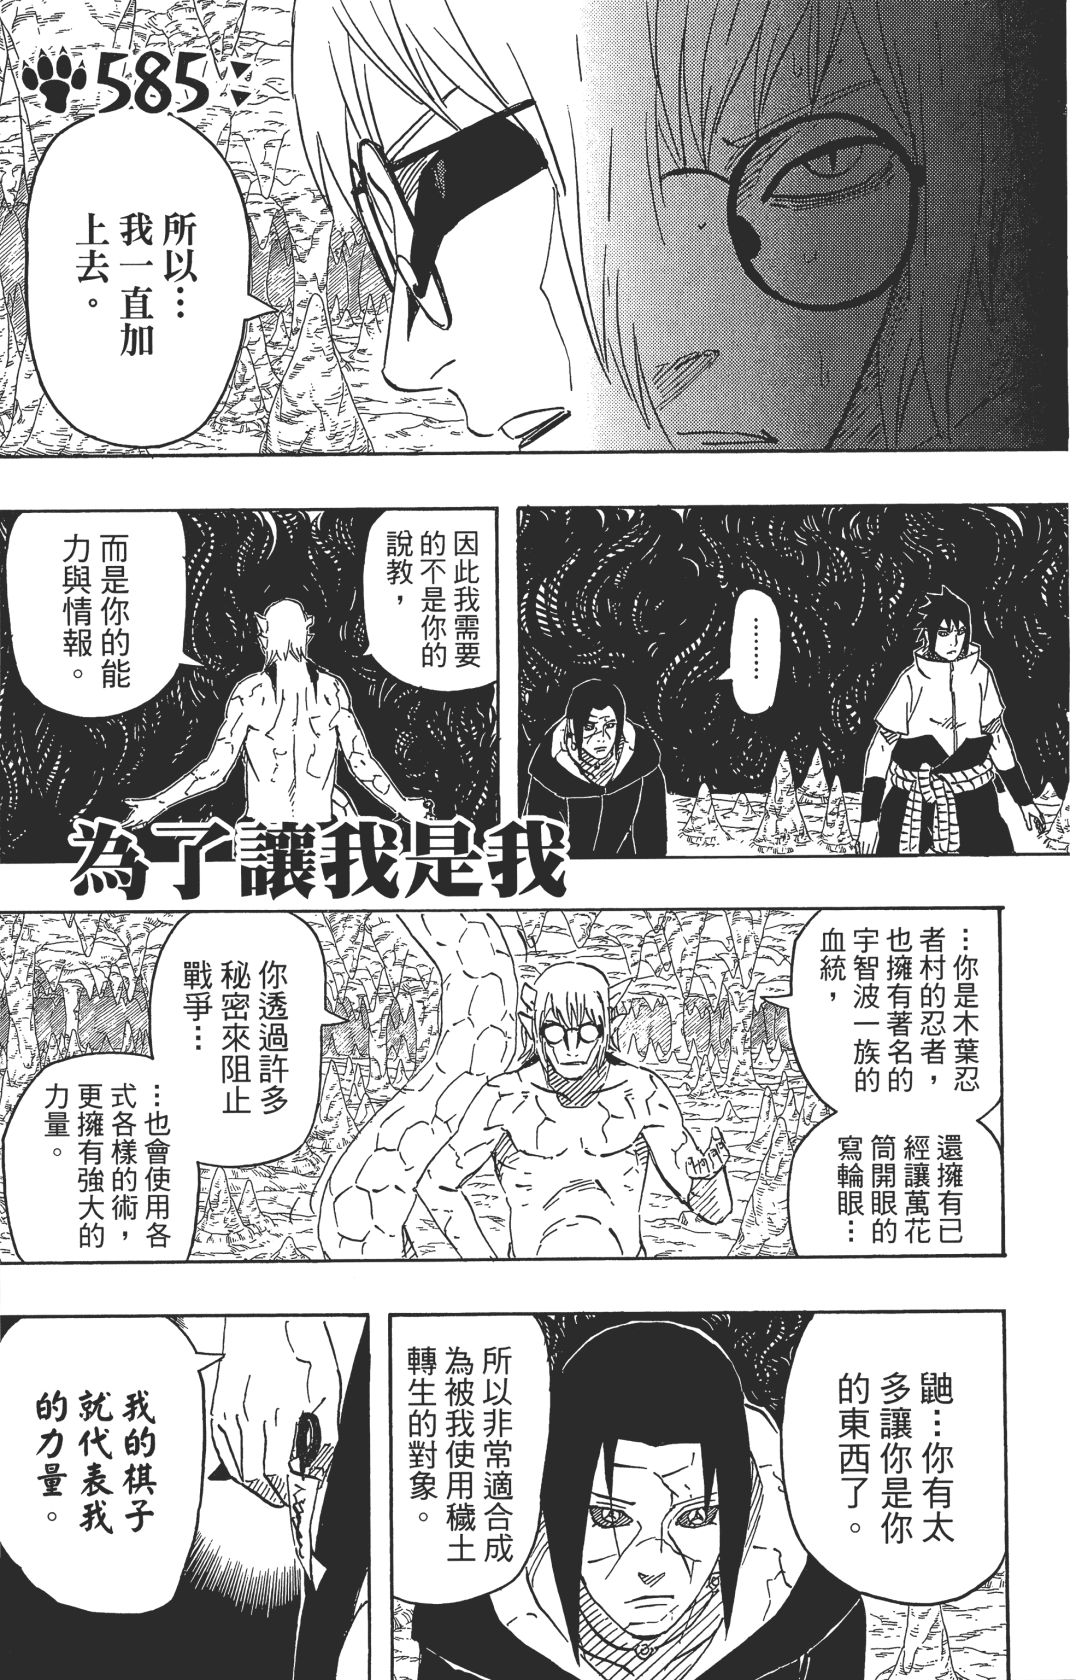 585:
所以⋯
我一直加
上去。
⋯⋯⋯
因此我需要
的不是你的
說教，
而是你的能
力與情報。
為了讓我是我
⋯你是木葉忍
者村的忍者，
也擁有著名的
宇智波一族的
血統，
還擁有已
經讓萬花
筒開眼的
寫輪眼⋯
你透過許多
秘密來阻止
戰爭⋯
⋯也會使用各
式各樣的術，
更擁有強大的
力量。
鼬⋯你有太
多讓你是你
的東西了。
所以非常適合成
為被我使用穢土
轉生的對象。
我的棋子
就代表我
的力量。